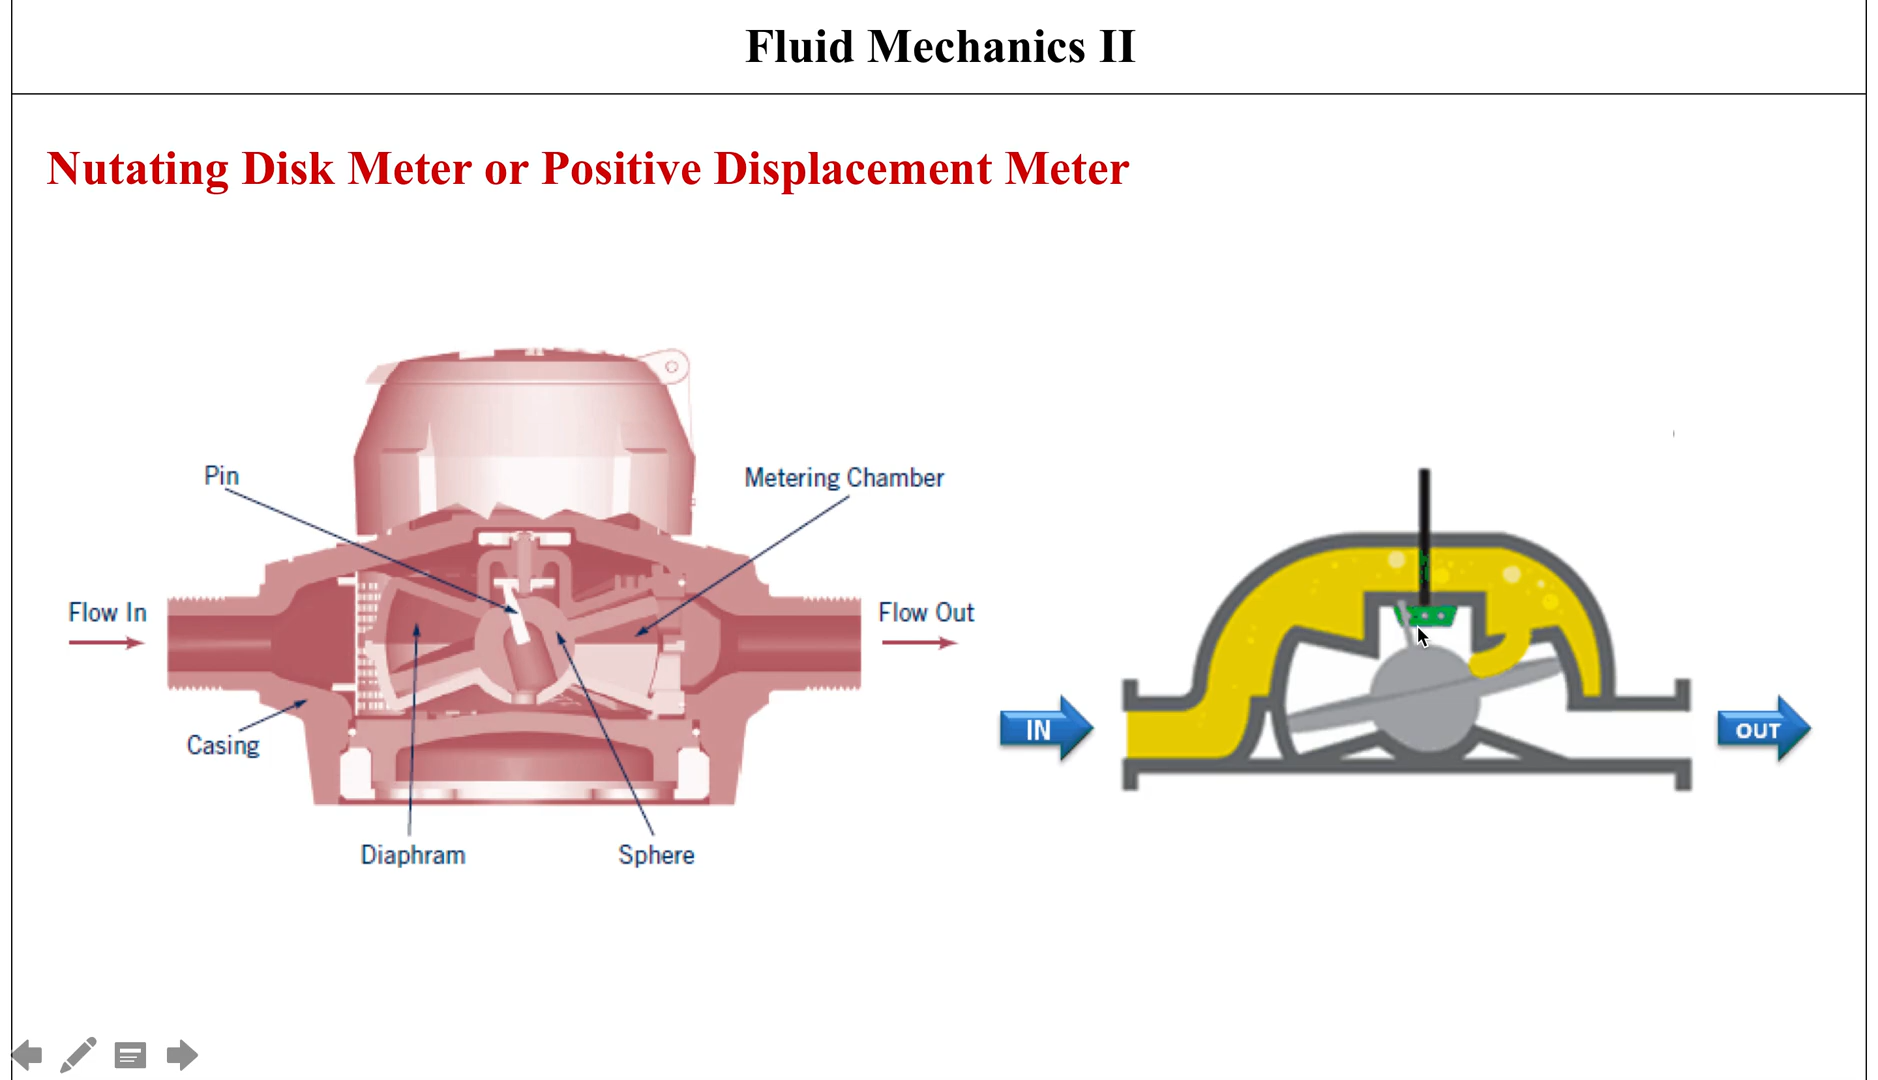 Fluid Mechanics II
Nutating Disk Meter or Positive Displacement Meter
Pin
Metering Chamber
Flow In
Flow Out
Casing
Diaphram
Sphere
IN
OUT